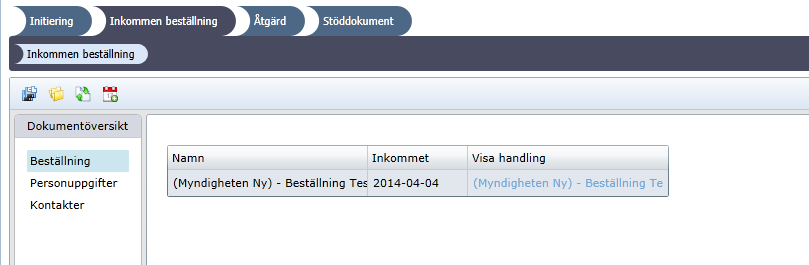 Initiering Inkommen beställning Åtgärd Stöddokument
Inkommen beställning
Dokumentöversikt
Beställning
Personuppgifter
Kontakter
Namn Inkommet Visa handling
(Myndigheten Ny) - Beställning Tes 2014-04-04 (Myndigheten Ny) - Beställning Te